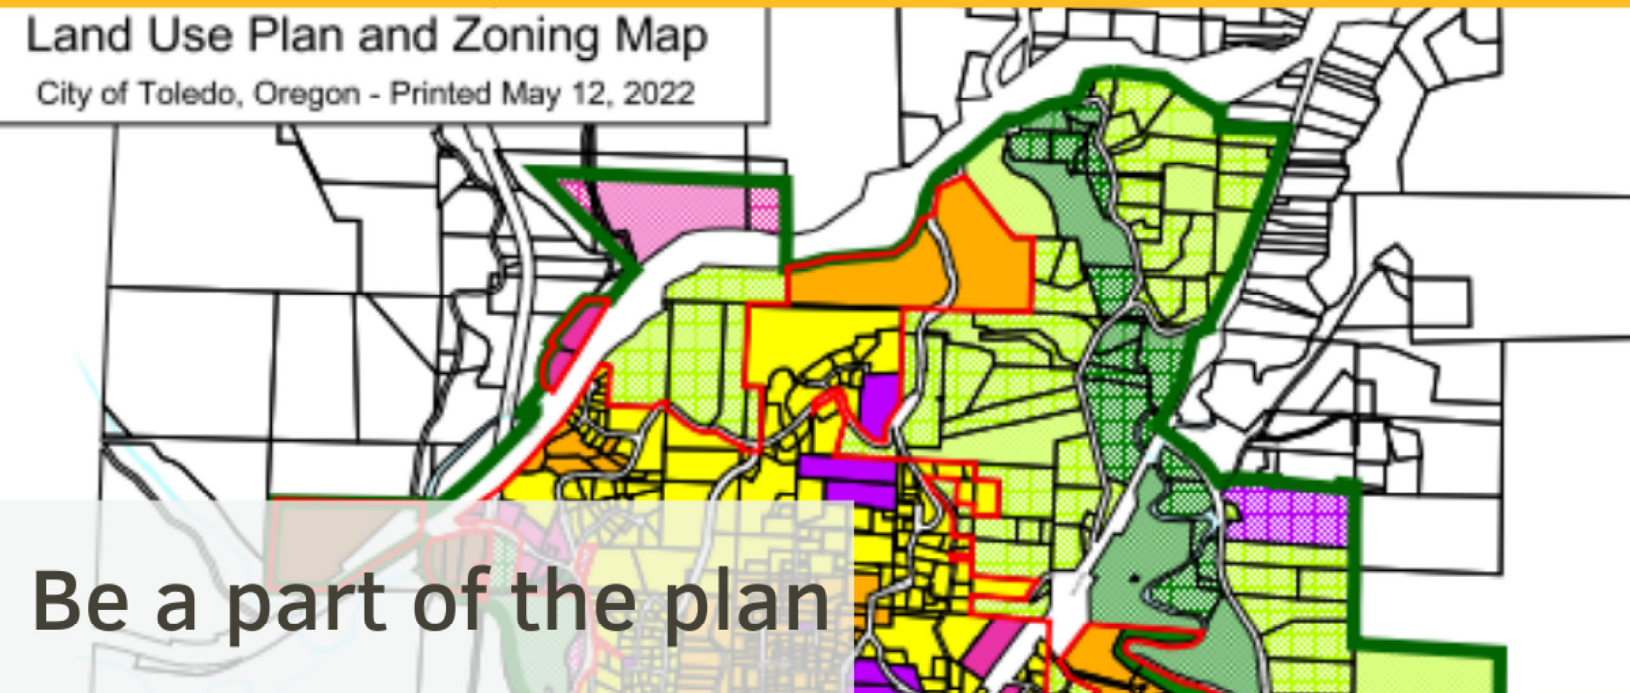 Land Use Plan and Zoning Map
City of Toledo, Oregon - Printed May 12, 2022
Be a part of the plan